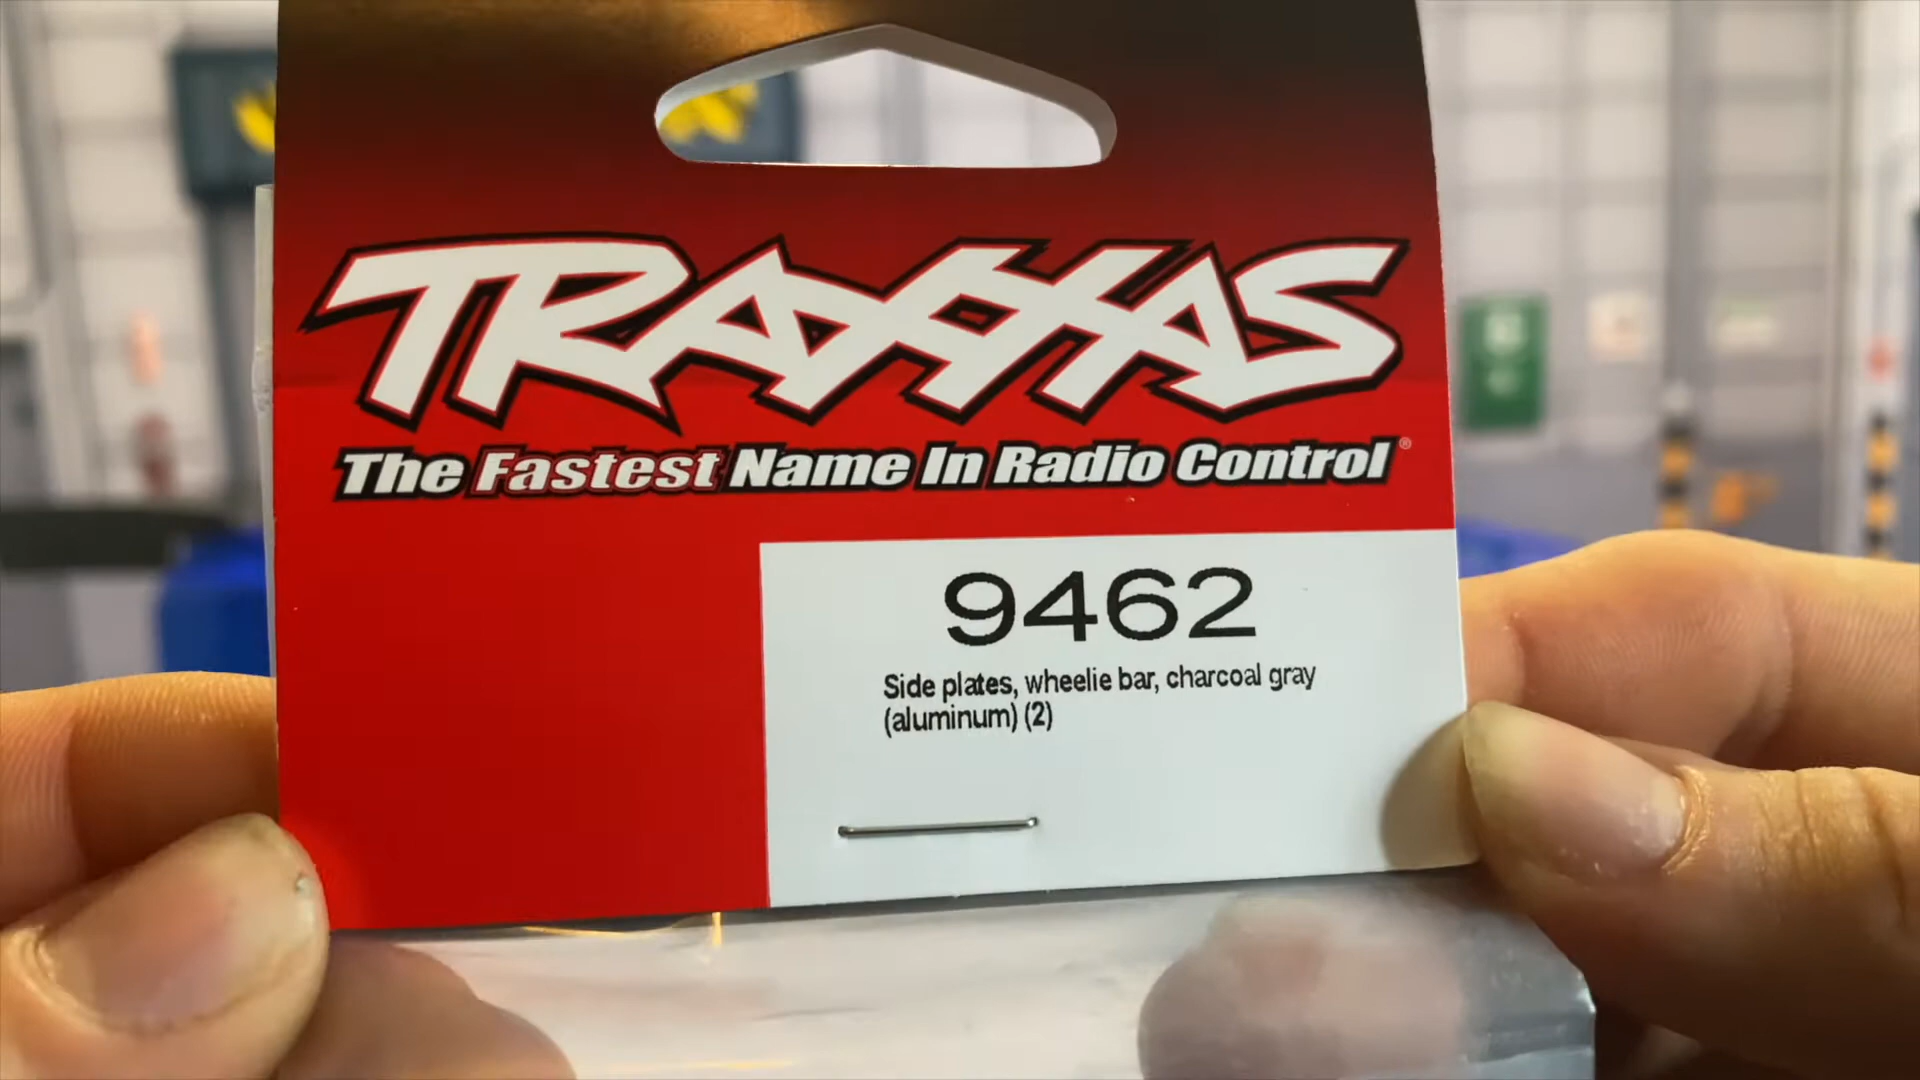 TRAXXAS
The Fastest Name In Radio Control®
9462
Side plates, wheelie bar, charcoal gray
(aluminum) (2)